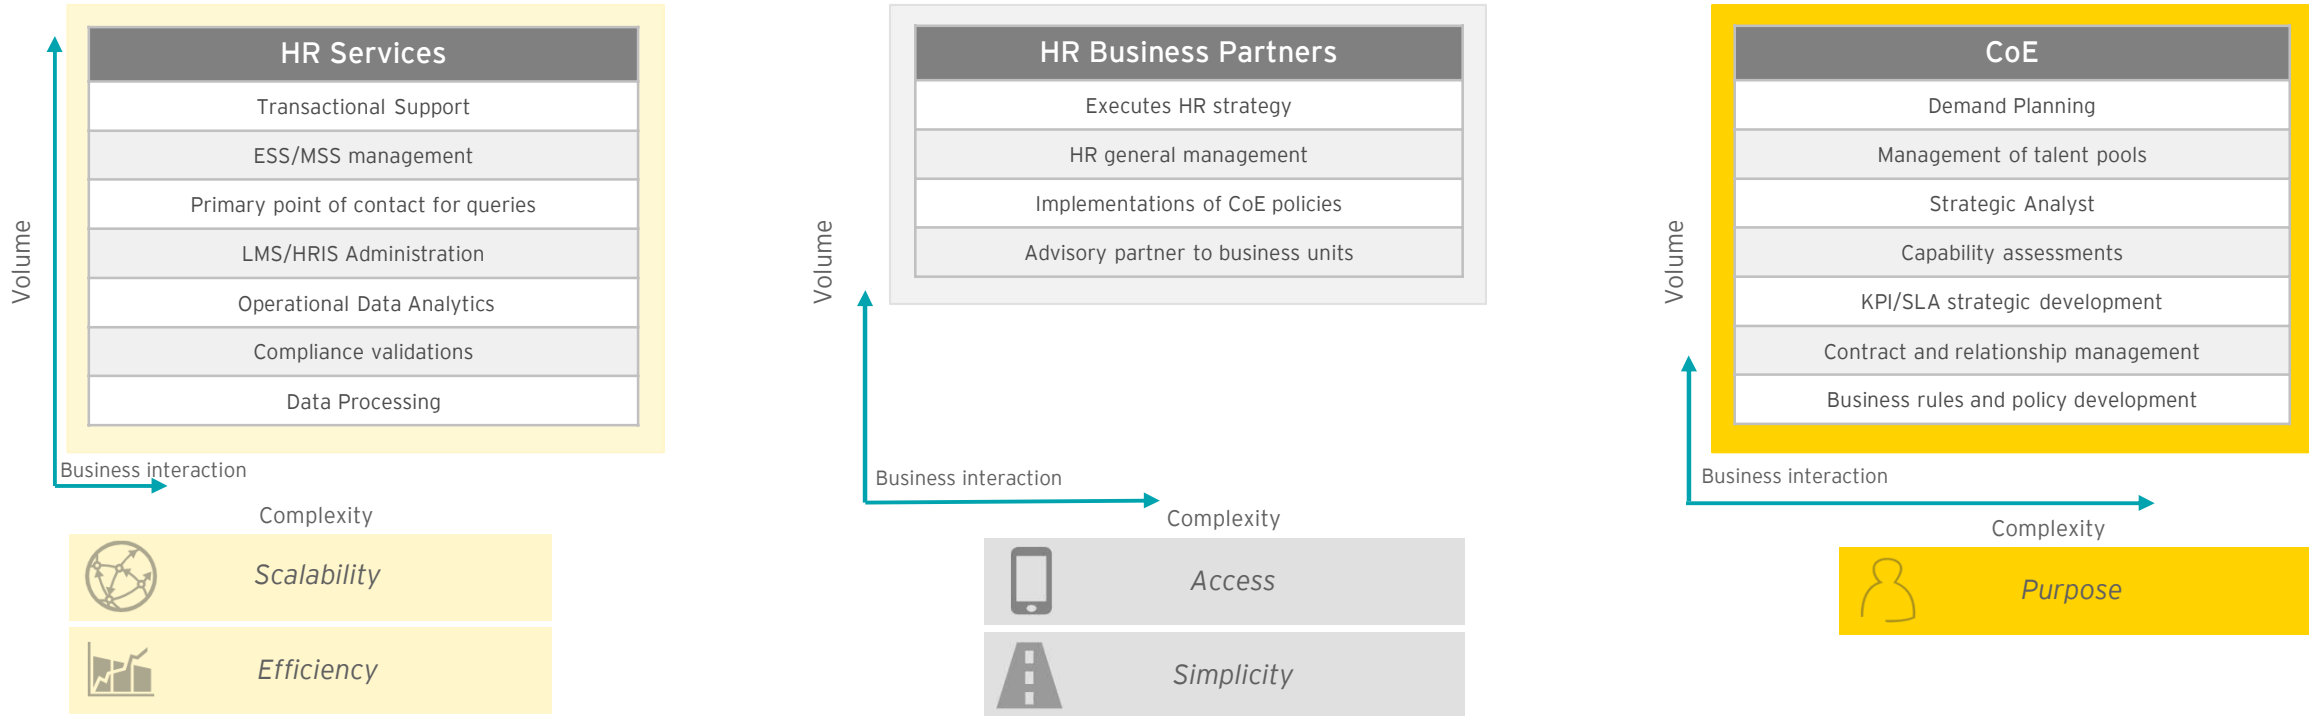 HR Services
Transactional Support
ESS/MSS management
Primary point of contact for queries
LMS/HRIS Administration
Operational Data Analytics
Compliance validations
Data Processing
Volume
Business interaction
Complexity
Scalability
Efficiency
HR Business Partners
Executes HR strategy
HR general management
Implementations of CoE policies
Advisory partner to business units
Volume
Business interaction
Complexity
Access
Simplicity
CoE
Demand Planning
Management of talent pools
Strategic Analyst
Capability assessments
KPI/SLA strategic development
Contract and relationship management
Business rules and policy development
Volume
Business interaction
Complexity
Purpose